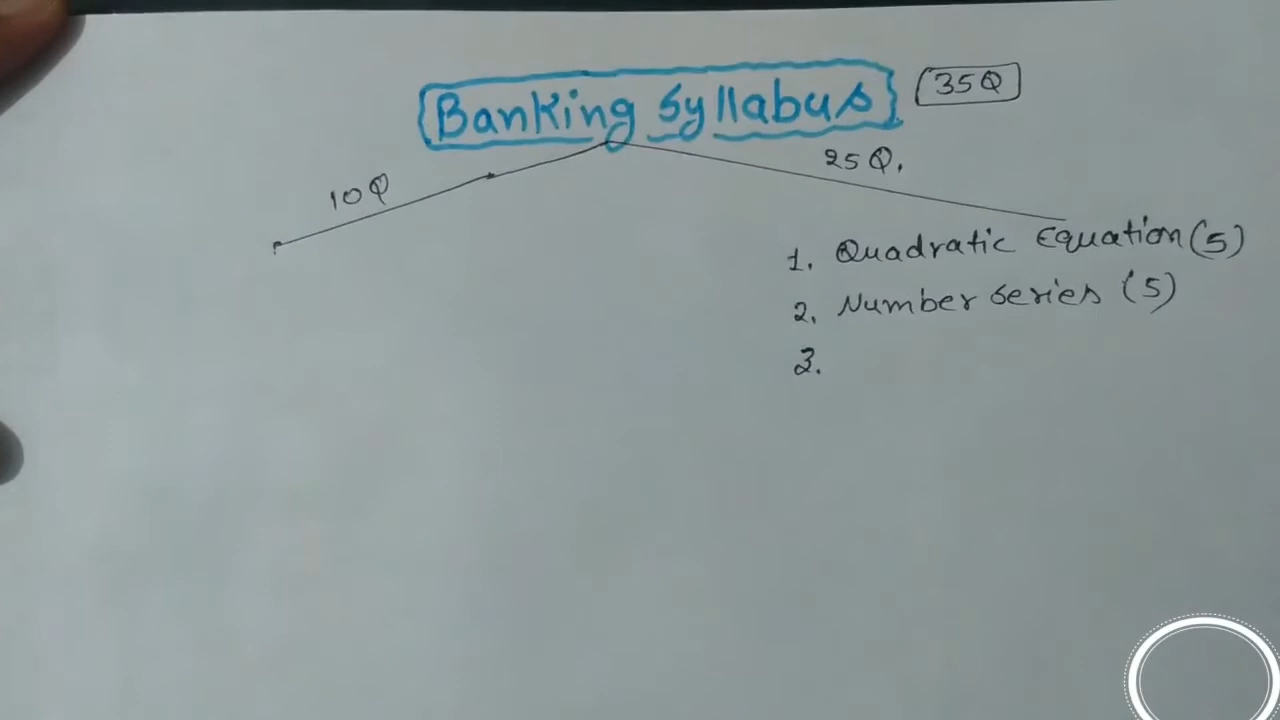 Banking Syllabus 35Q
10Q
25Q.
1. Quadratic Equation (5)
2. Number Series (5)
3.